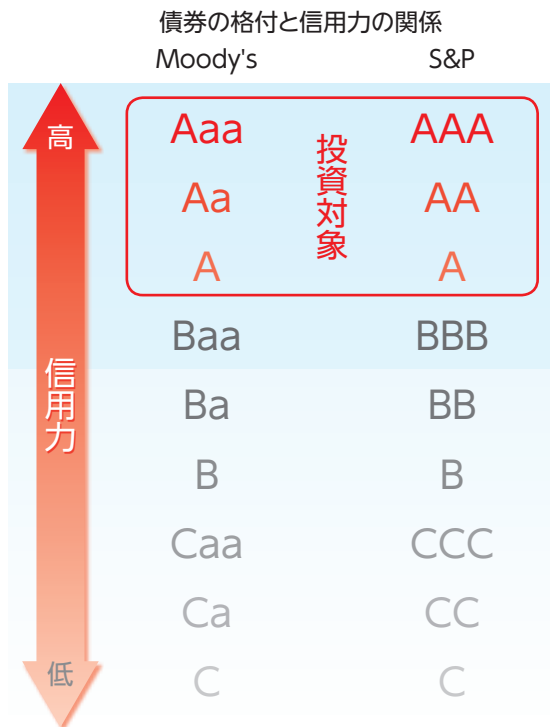 債券の格付と信用力の関係
Moody's S&P
高
信用力
低
投資対象
Aaa AAA
Aa AA
A A
Baa BBB
Ba BB
B B
Caa CCC
Ca CC
C C